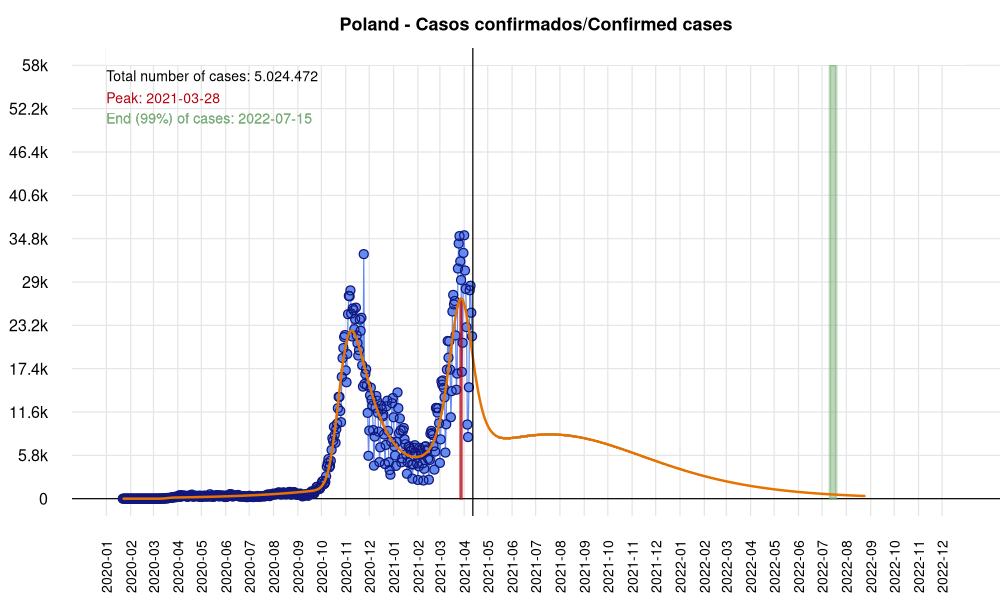 Poland - Casos confirmados/Confirmed cases
Total number of cases: 5.024.472
Peak: 2021-03-28
End (99%) of cases: 2022-07-15
58k
52.2k
46.4k
40.6k
34.8k
29k
23.2k
17.4k
11.6k
5.8k
0
2020-01
2020-02
2020-03
2020-04
2020-05
2020-06
2020-07
2020-08
2020-09
2020-10
2020-11
2020-12
2021-01
2021-02
2021-03
2021-04
2021-05
2021-06
2021-07
2021-08
2021-09
2021-10
2021-11
2021-12
2022-01
2022-02
2022-03
2022-04
2022-05
2022-06
2022-07
2022-08
2022-09
2022-10
2022-11
2022-12